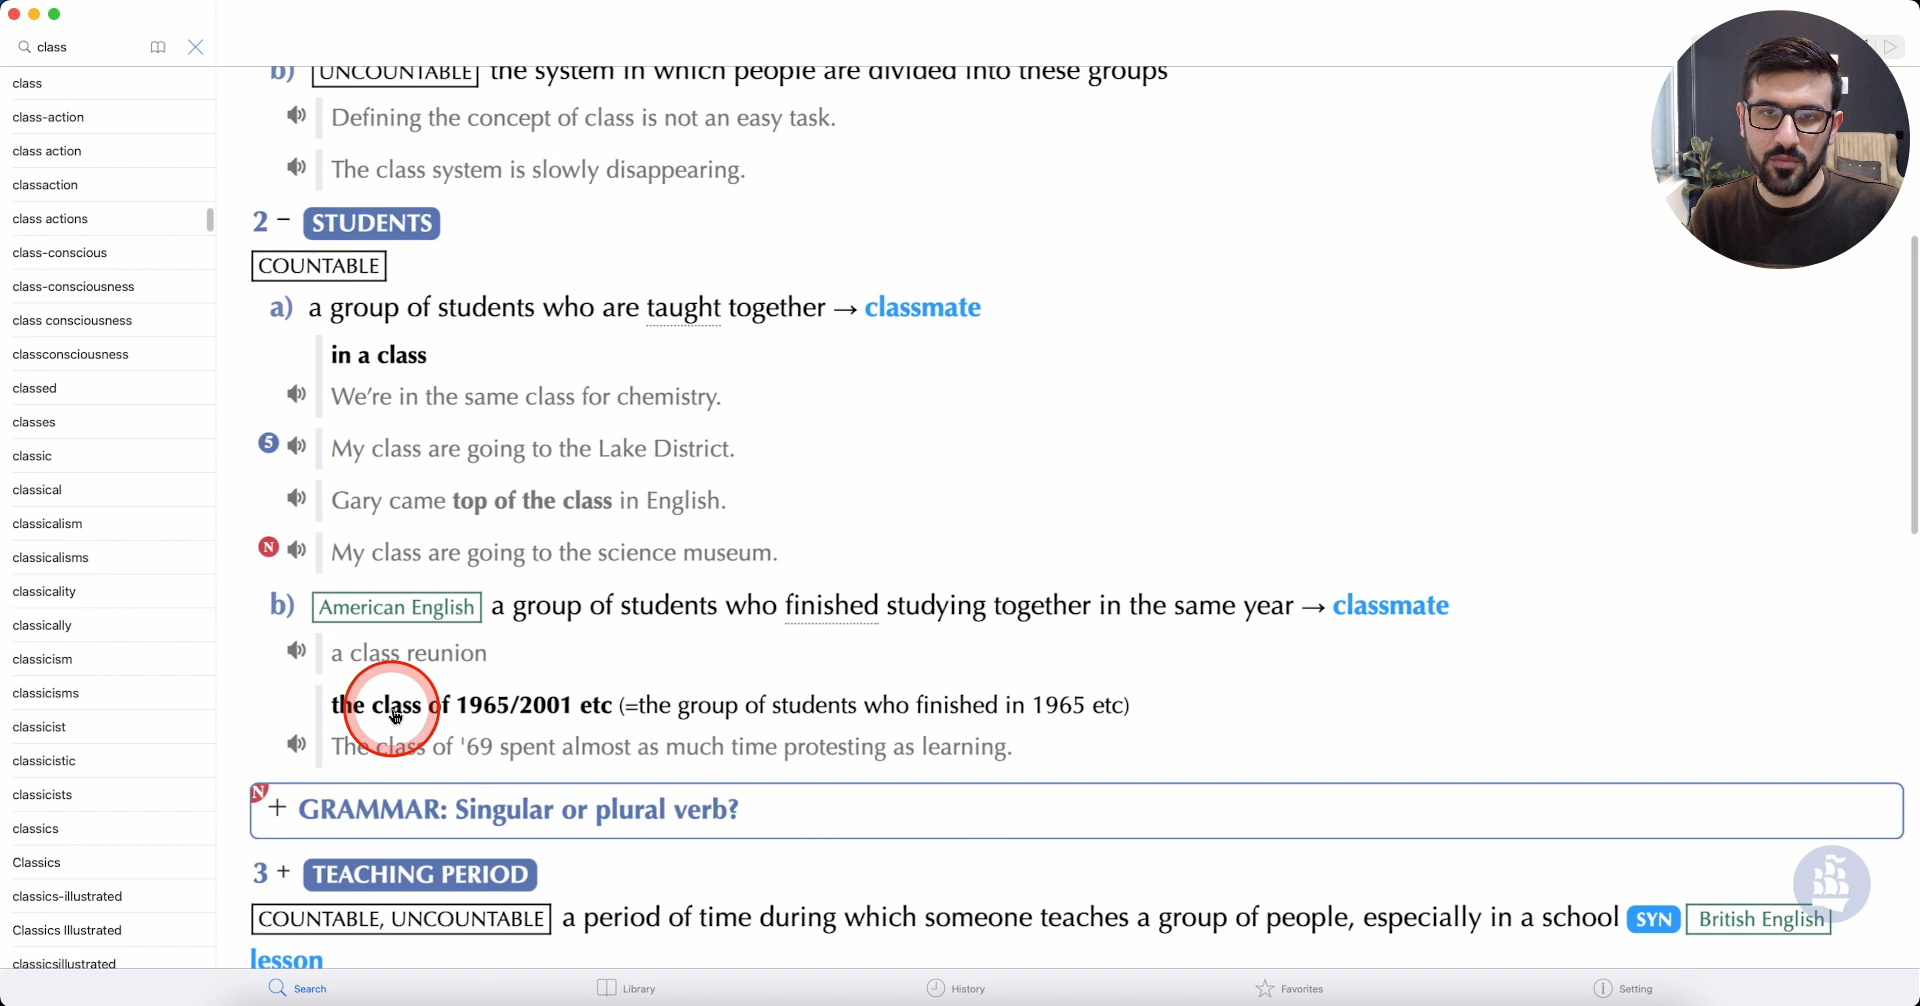 class
class
class-action
class action
classaction
class actions
class-conscious
class-consciousness
class consciousness
classconsciousness
classed
classes
classic
classical
classicalism
classicalisms
classicality
classically
classicism
classicisms
classicist
classicistic
classicists
classics
Classics
classics-illustrated
Classics Illustrated
classicsillustrated
b) UNCOUNTABLE the system in which people are divided into these groups
Defining the concept of class is not an easy task.
The class system is slowly disappearing.
2 – STUDENTS
COUNTABLE
a) a group of students who are taught together → classmate
in a class
We're in the same class for chemistry.
5 My class are going to the Lake District.
Gary came top of the class in English.
N My class are going to the science museum.
b) American English a group of students who finished studying together in the same year → classmate
a class reunion
the class of 1965/2001 etc (=the group of students who finished in 1965 etc)
The class of '69 spent almost as much time protesting as learning.
N + GRAMMAR: Singular or plural verb?
3 + TEACHING PERIOD
COUNTABLE, UNCOUNTABLE a period of time during which someone teaches a group of people, especially in a school SYN British English
lesson
Search
Library
History
Favorites
Setting